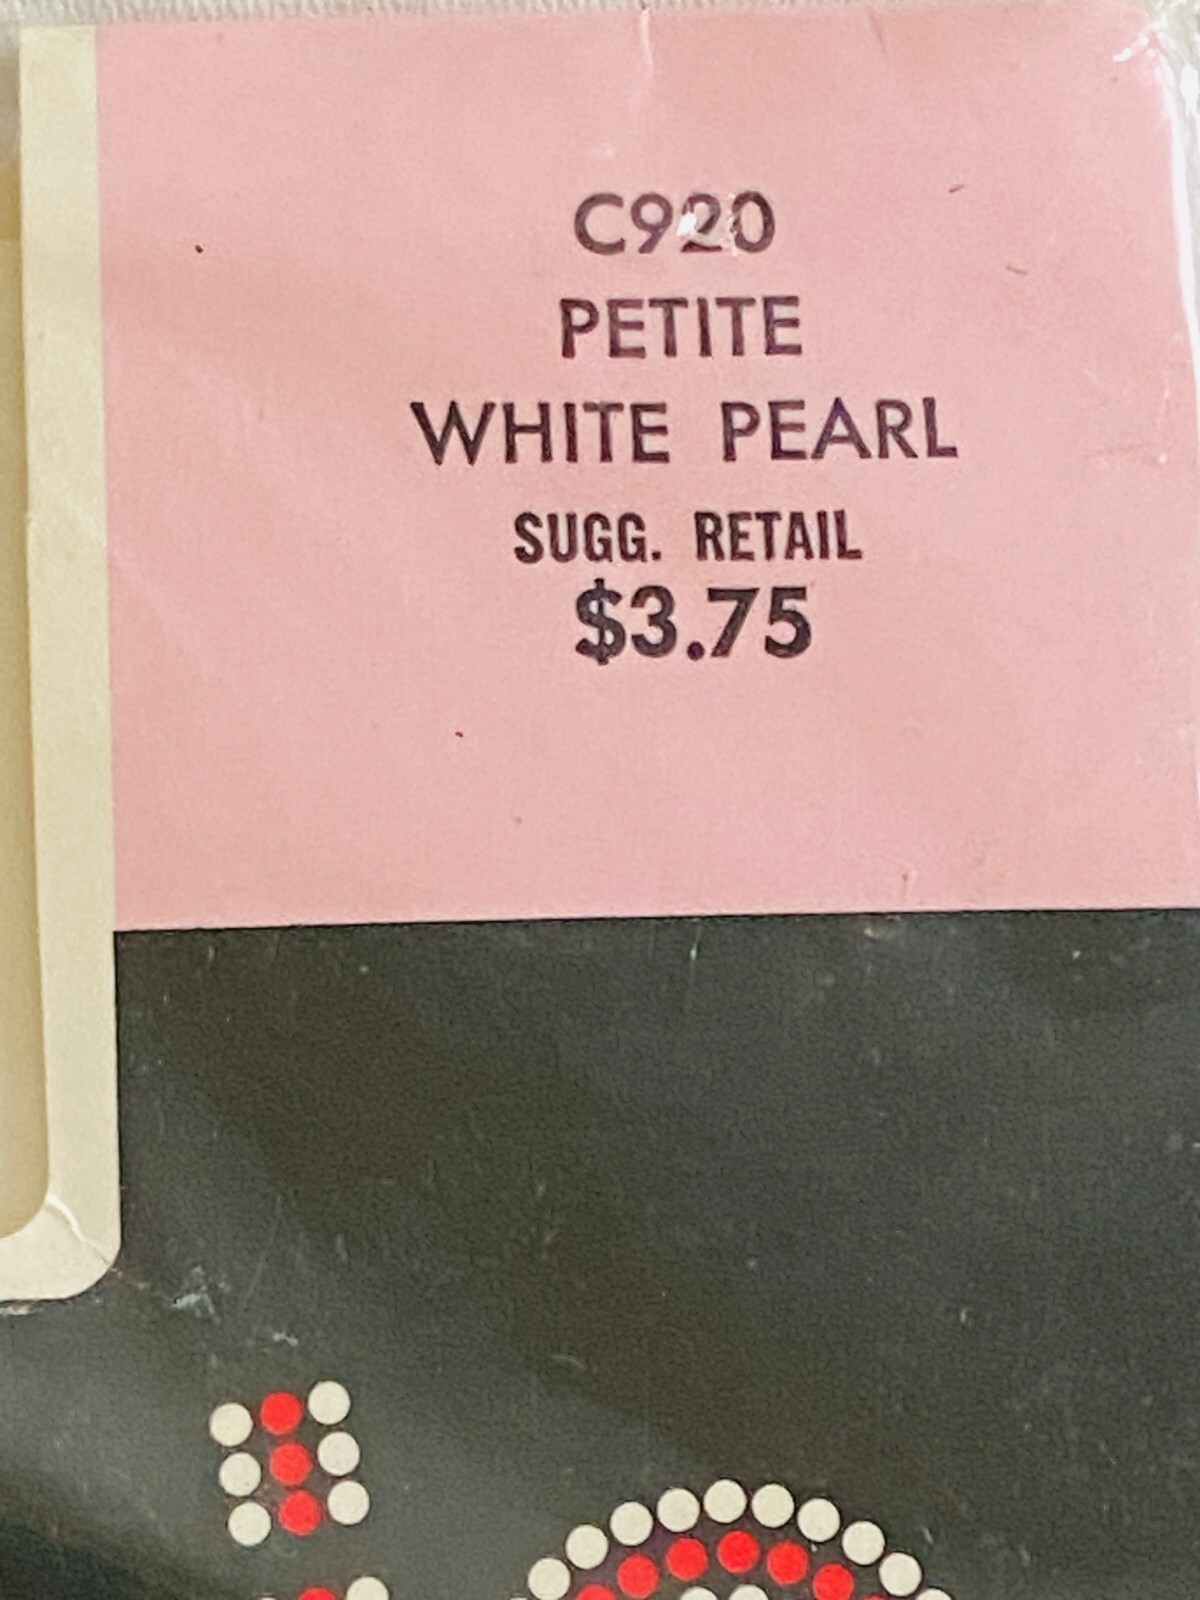 C920
PETITE
WHITE PEARL
SUGG. RETAIL
$3.75